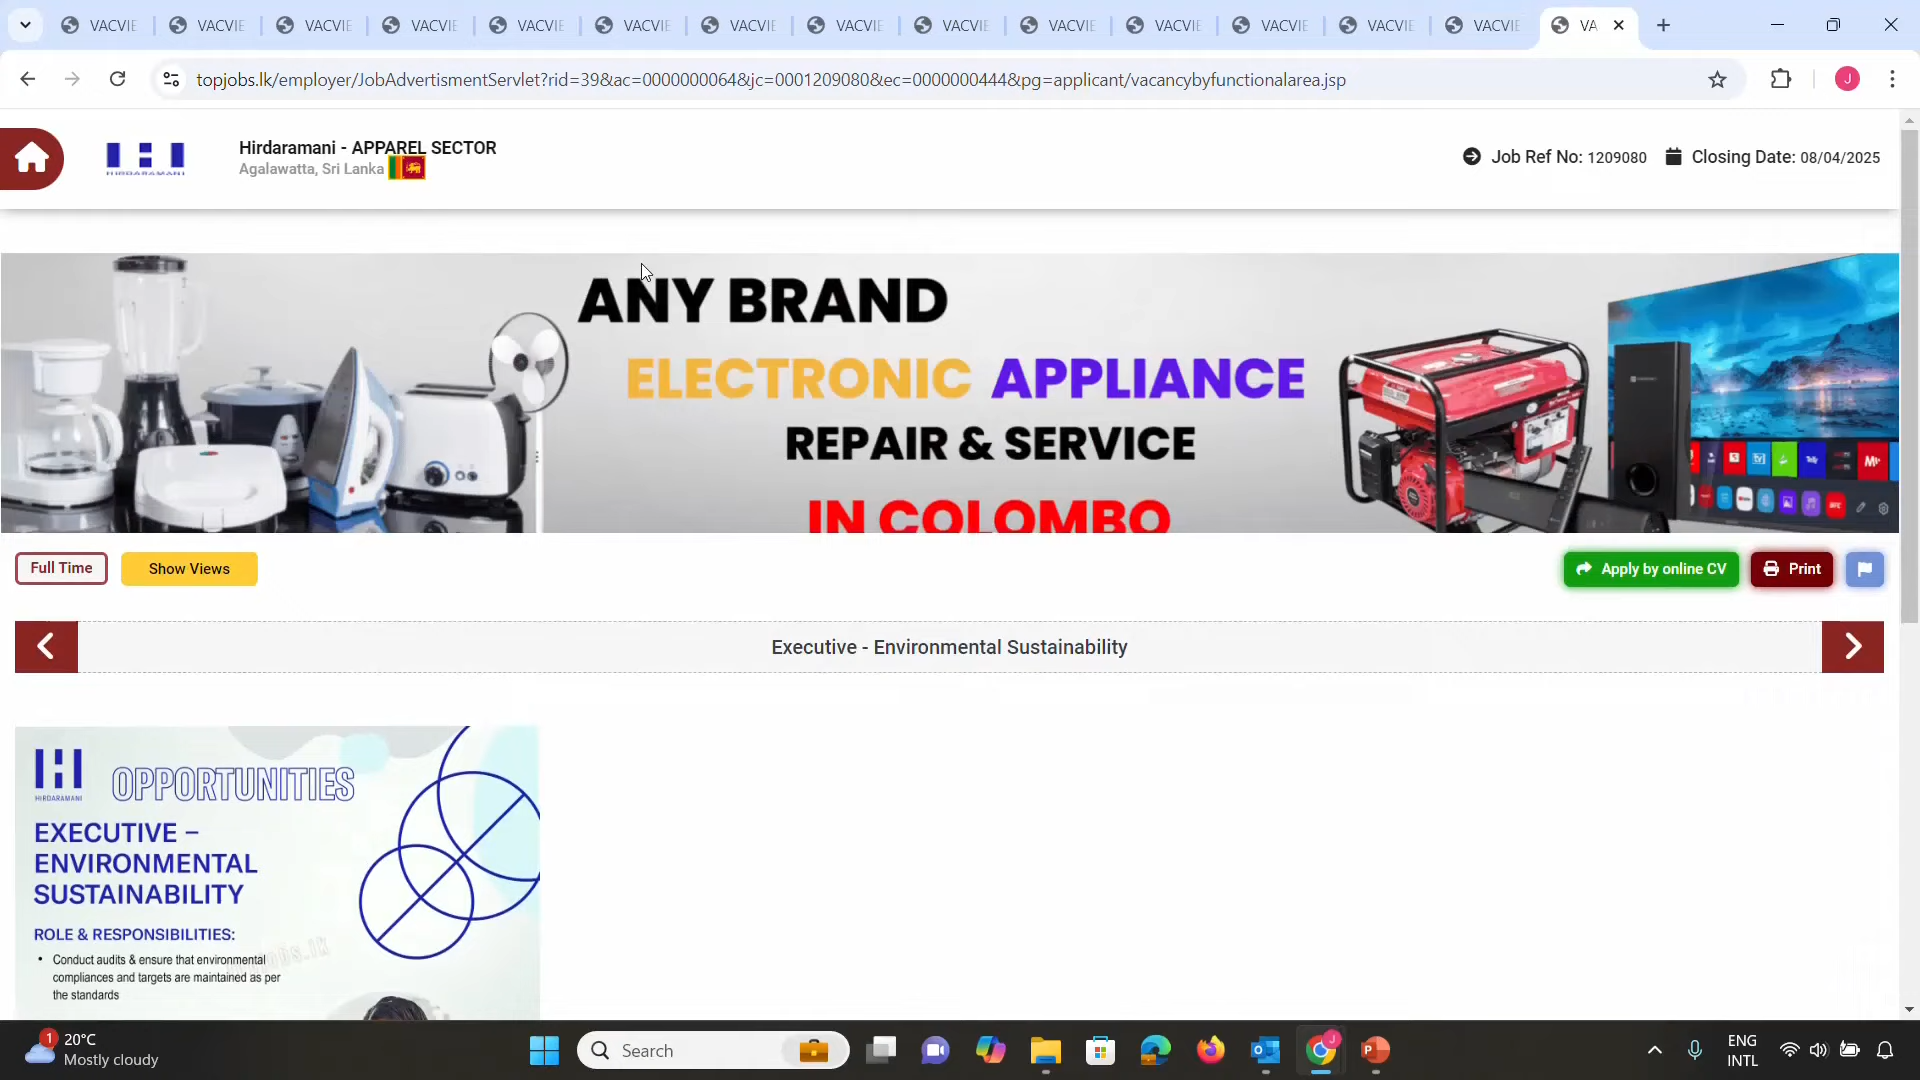 VACVIE
VACVIE
VACVIE
VACVIE
VACVIE
VACVIE
VACVIE
VACVIE
VACVIE
VACVIE
VACVIE
VACVIE
VACVIE
VACVIE
VA
topjobs.lk/employer/JobAdvertismentServlet?rid=39&ac=0000000064&jc=0001209080&ec=0000000444&pg=applicant/vacancybyfunctionalarea.jsp
J
HIRDARAMANI
Hirdaramani - APPAREL SECTOR
Agalawatta, Sri Lanka
Job Ref No: 1209080
Closing Date: 08/04/2025
ANY BRAND
ELECTRONIC APPLIANCE
REPAIR & SERVICE
IN COLOMBO
Full Time
Show Views
Apply by online CV
Print
Executive - Environmental Sustainability
HIRDARAMANI
OPPORTUNITIES
EXECUTIVE –
ENVIRONMENTAL
SUSTAINABILITY
ROLE & RESPONSIBILITIES:
• Conduct audits & ensure that environmental
compliances and targets are maintained as per
the standards
1
20°C
Mostly cloudy
Search
J
ENG
INTL